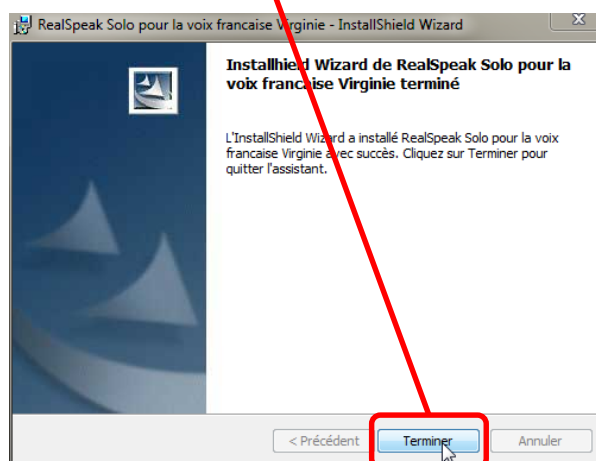 RealSpeak Solo pour la voix francaise Virginie - InstallShield Wizard
Installhield Wizard de RealSpeak Solo pour la
voix francaise Virginie terminé
L'InstallShield Wizard a installé RealSpeak Solo pour la voix
francaise Virginie avec succès. Cliquez sur Terminer pour
quitter l'assistant.
< Précédent Terminer Annuler